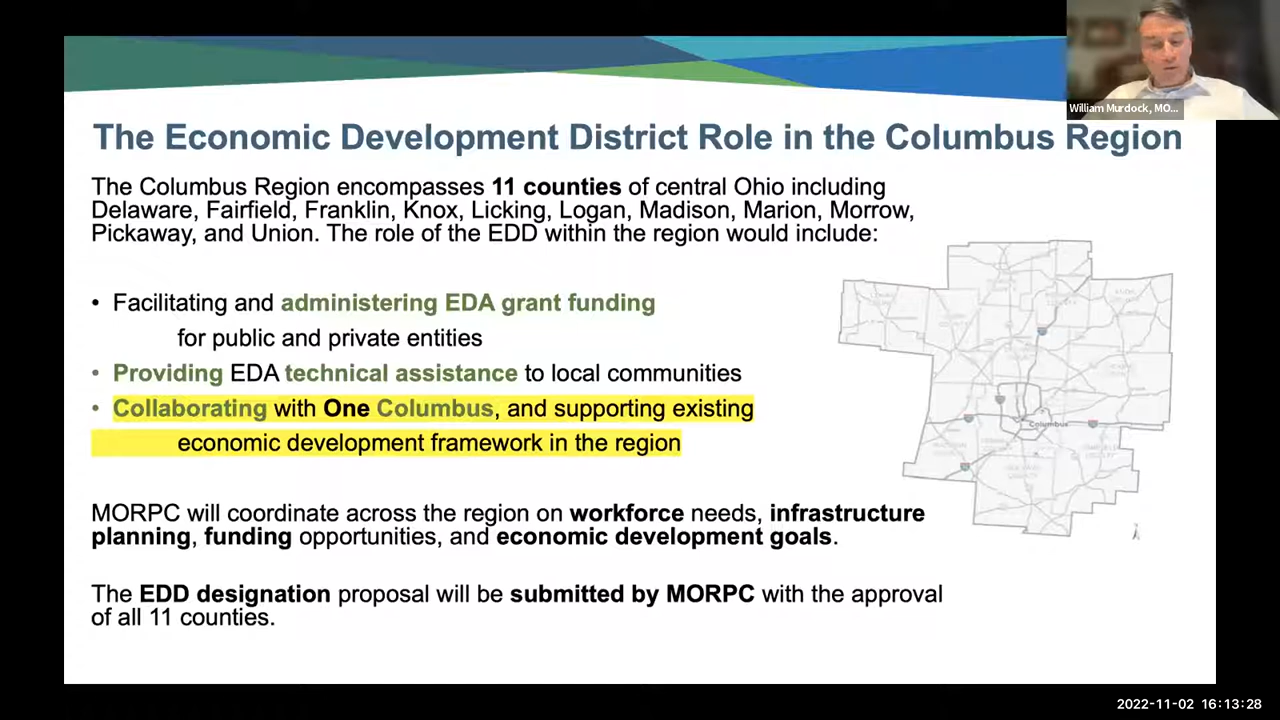 William Murdock, MO...
The Economic Development District Role in the Columbus Region
The Columbus Region encompasses 11 counties of central Ohio including
Delaware, Fairfield, Franklin, Knox, Licking, Logan, Madison, Marion, Morrow,
Pickaway, and Union. The role of the EDD within the region would include:
• Facilitating and administering EDA grant funding
for public and private entities
• Providing EDA technical assistance to local communities
• Collaborating with One Columbus, and supporting existing
economic development framework in the region
Columbus
MORPC will coordinate across the region on workforce needs, infrastructure
planning, funding opportunities, and economic development goals.
The EDD designation proposal will be submitted by MORPC with the approval
of all 11 counties.
2022-11-02 16:13:28